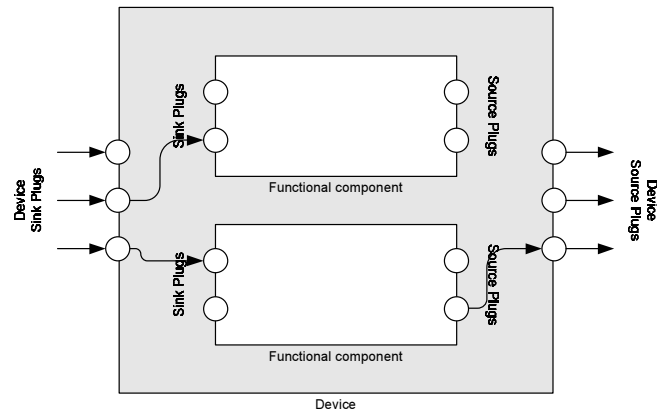 Sink Plugs
Source Plugs
Functional component
Device
Sink Plugs
Device
Source Plugs
Sink Plugs
Source Plugs
Functional component
Device